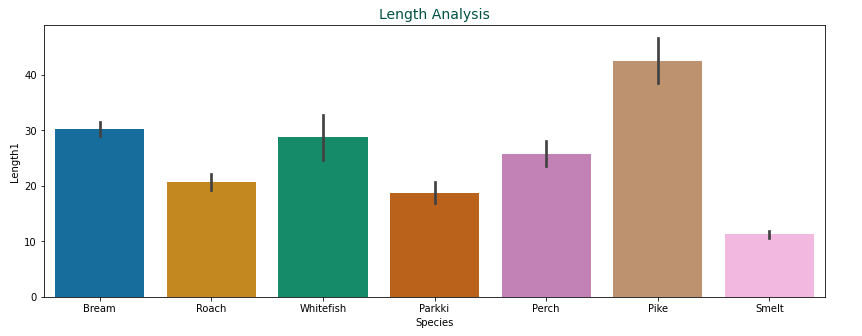 Length Analysis
Length1
40
30
20
10
0
Bream Roach Whitefish Parkki Perch Pike Smelt
Species